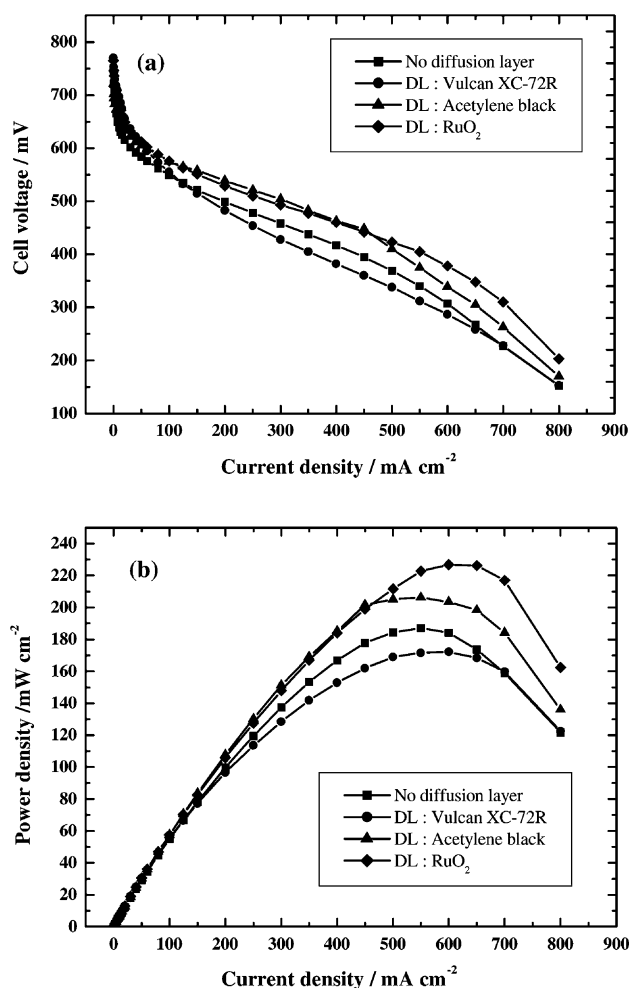 800
700
600
500
400
300
200
100
Cell voltage / mV
(a)
No diffusion layer
DL : Vulcan XC-72R
DL : Acetylene black
DL : RuO₂
0 100 200 300 400 500 600 700 800 900
Current density / mA cm⁻²
240
220
200
180
160
140
120
100
80
60
40
20
0
Power density /mW cm⁻²
(b)
No diffusion layer
DL : Vulcan XC-72R
DL : Acetylene black
DL : RuO₂
0 100 200 300 400 500 600 700 800 900
Current density / mA cm⁻²